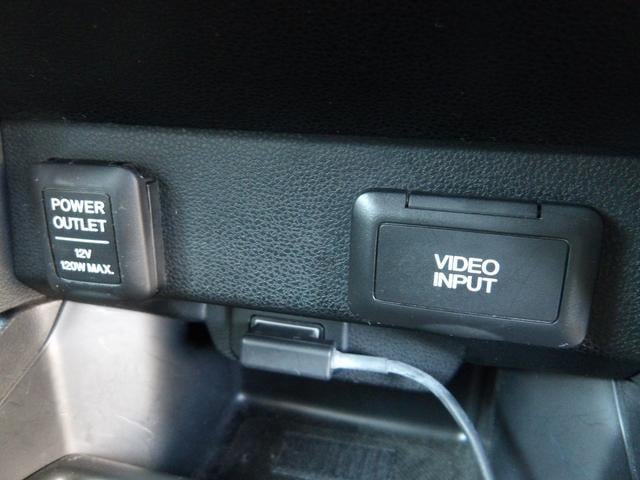 POWER
OUTLET
12V
120W MAX.
VIDEO
INPUT